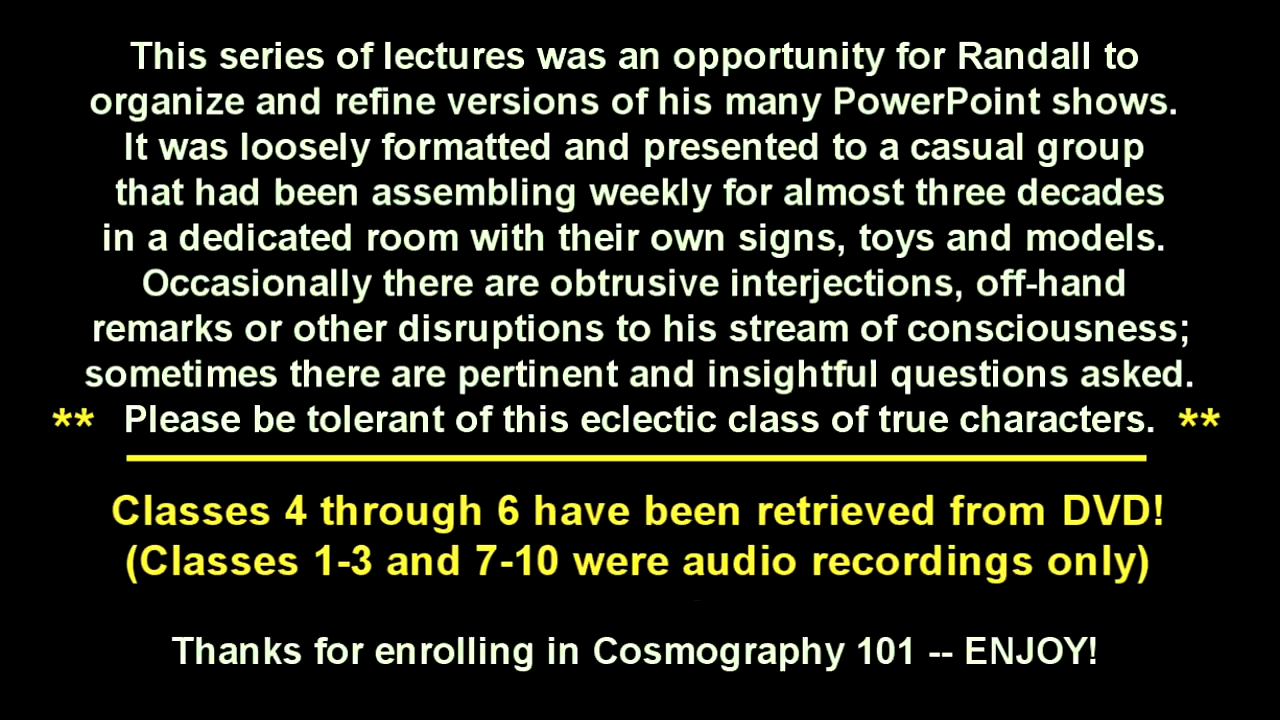 This series of lectures was an opportunity for Randall to
organize and refine versions of his many PowerPoint shows.
It was loosely formatted and presented to a casual group
that had been assembling weekly for almost three decades
in a dedicated room with their own signs, toys and models.
Occasionally there are obtrusive interjections, off-hand
remarks or other disruptions to his stream of consciousness;
sometimes there are pertinent and insightful questions asked.
** Please be tolerant of this eclectic class of true characters. **
Classes 4 through 6 have been retrieved from DVD!
(Classes 1-3 and 7-10 were audio recordings only)
Thanks for enrolling in Cosmography 101 -- ENJOY!